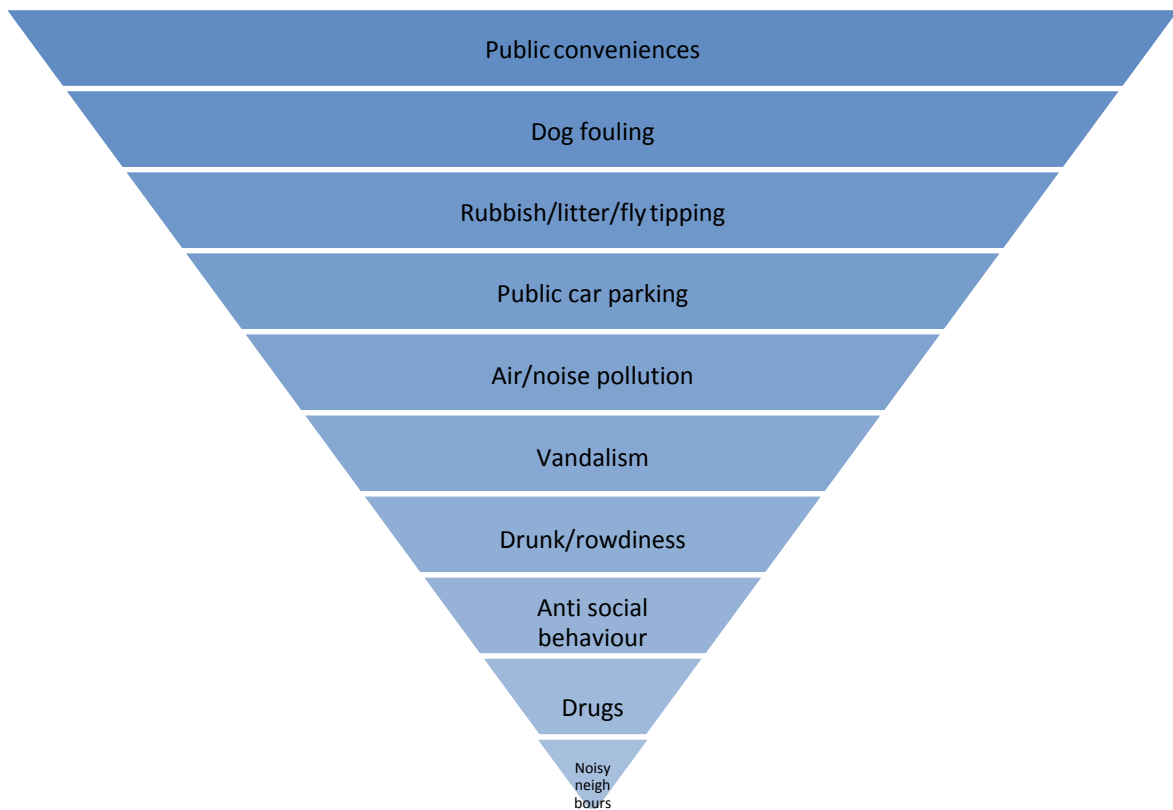 Public conveniences
Dog fouling
Rubbish/litter/fly tipping
Public car parking
Air/noise pollution
Vandalism
Drunk/rowdiness
Anti social
behaviour
Drugs
Noisy
neigh
bours